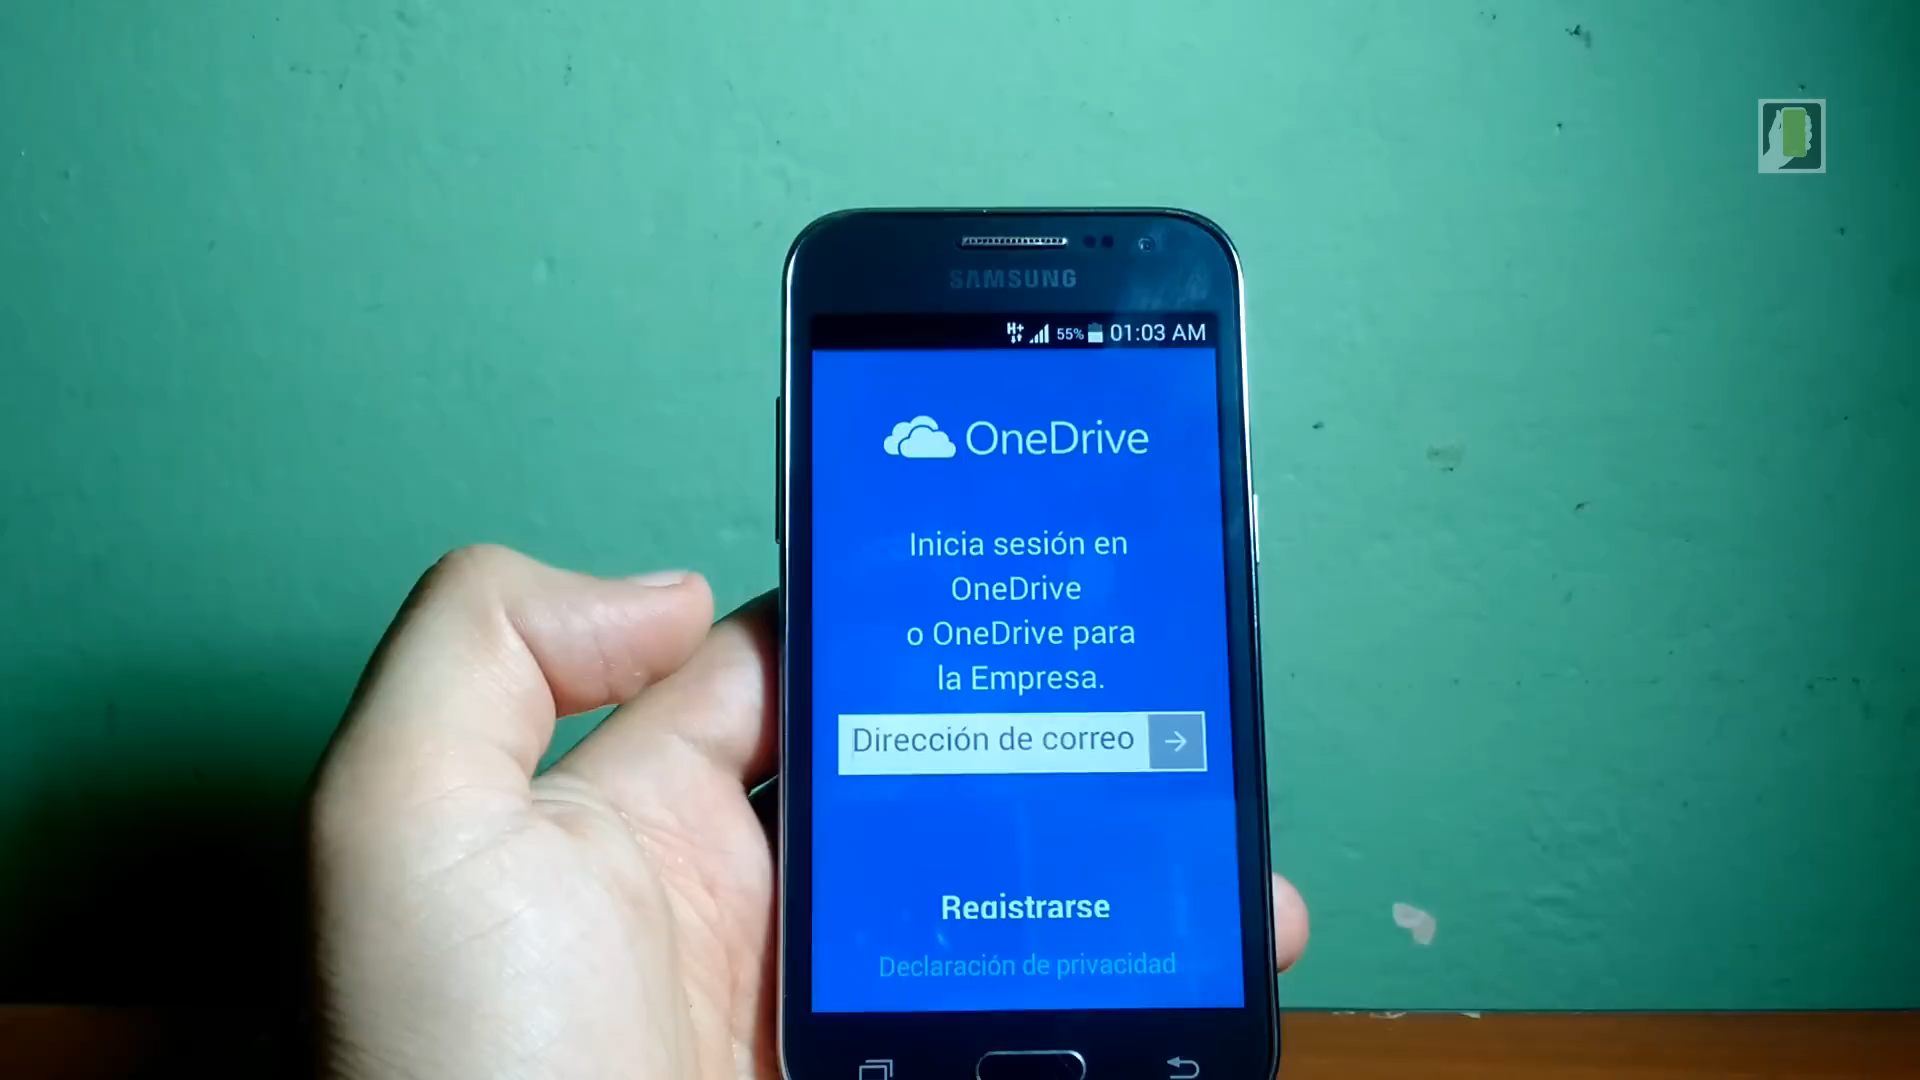 SAMSUNG
H+ 55% 01:03 AM
OneDrive
Inicia sesión en
OneDrive
o OneDrive para
la Empresa.
Dirección de correo
Registrarse
Declaración de privacidad